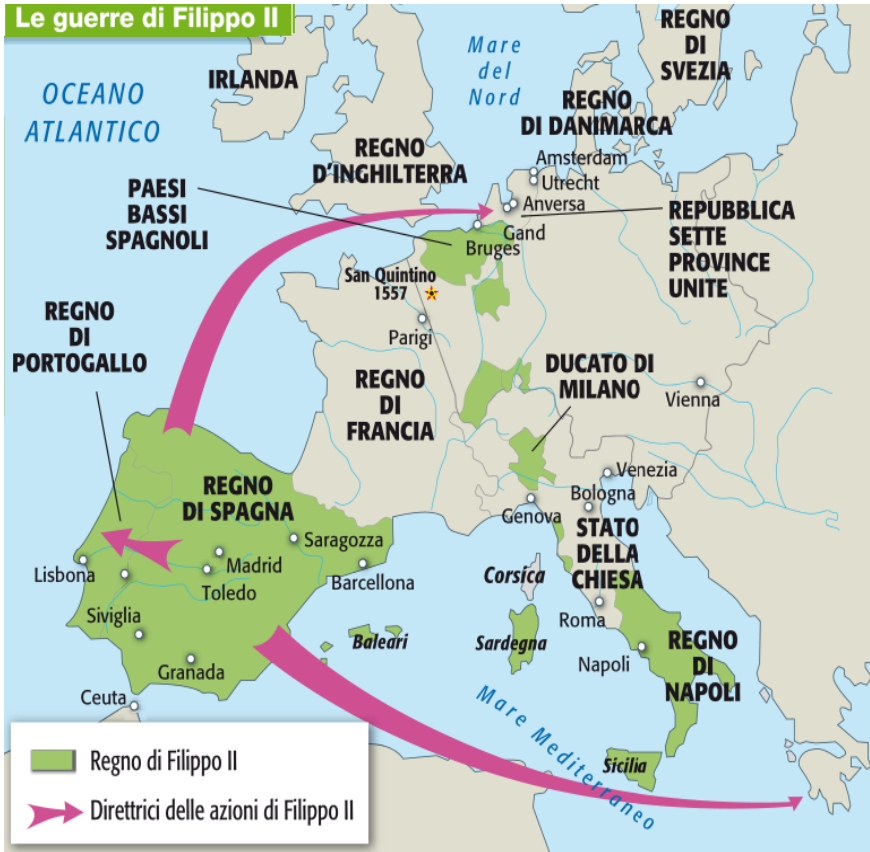 Le guerre di Filippo II
OCEANO
ATLANTICO
IRLANDA
Mare
del
Nord
REGNO
DI
SVEZIA
REGNO
DI DANIMARCA
REGNO
D'INGHILTERRA
PAESI
BASSI
SPAGNOLI
Amsterdam
Utrecht
Anversa
Gand
Bruges
REPUBBLICA
SETTE
PROVINCE
UNITE
San Quintino
1557
Parigi
REGNO
DI
PORTOGALLO
REGNO
DI
FRANCIA
DUCATO DI
MILANO
Vienna
REGNO
DI SPAGNA
Venezia
Bologna
Genova
STATO
DELLA
CHIESA
Saragozza
Madrid
Toledo
Barcellona
Lisbona
Siviglia
Granada
Ceuta
Corsica
Baleari
Sardegna
Roma
Napoli
REGNO
DI
NAPOLI
Mare Mediterraneo
Sicilia
Regno di Filippo II
Direttrici delle azioni di Filippo II